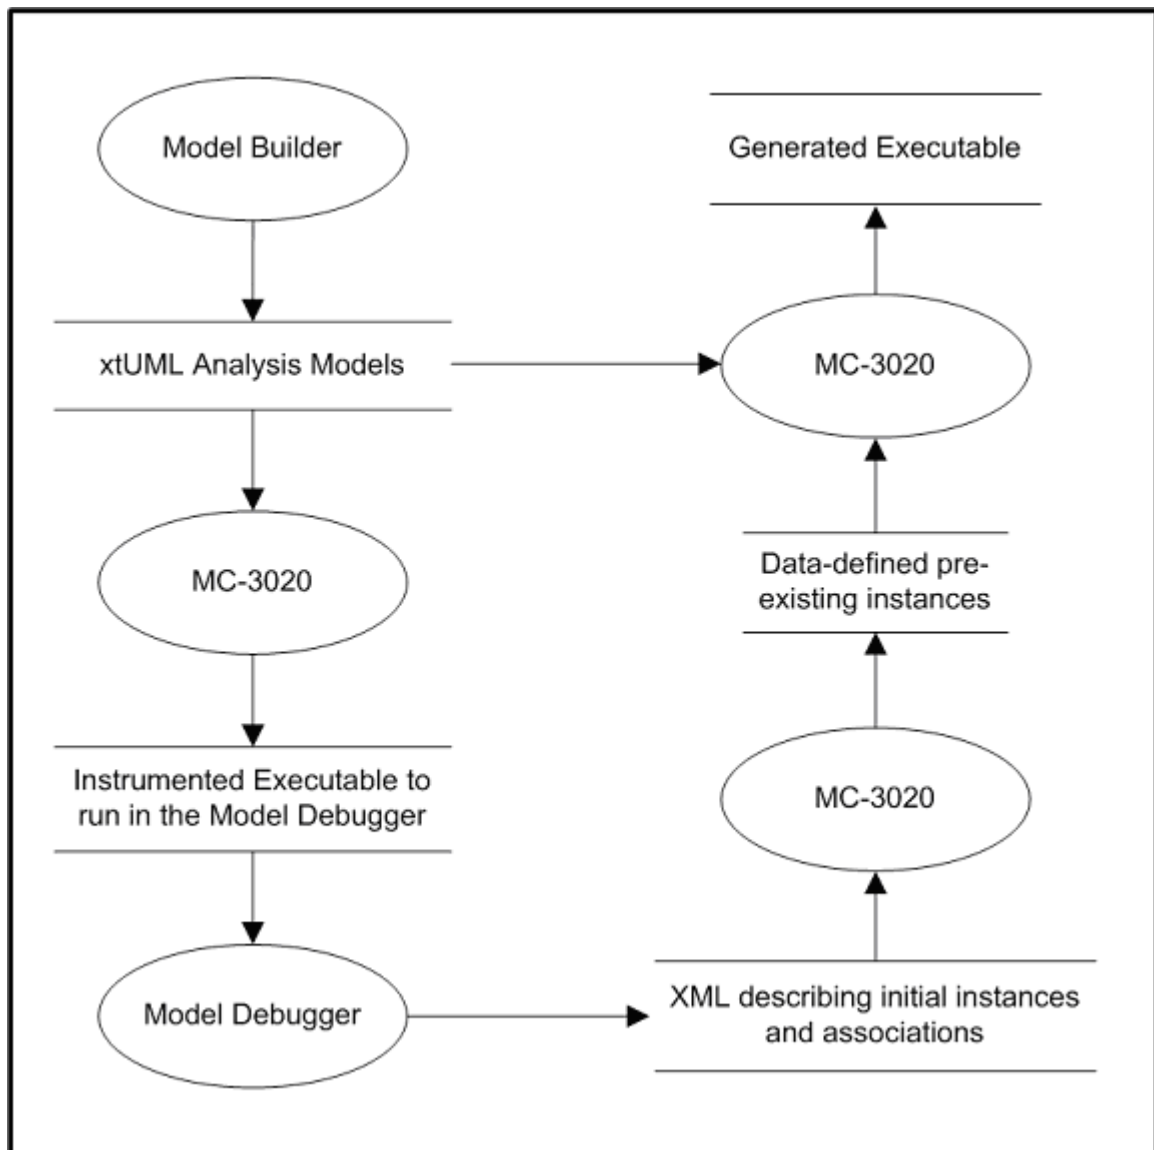 Model Builder
Generated Executable
xtUML Analysis Models
MC-3020
MC-3020
Data-defined pre-
existing instances
Instrumented Executable to
run in the Model Debugger
MC-3020
Model Debugger
XML describing initial instances
and associations